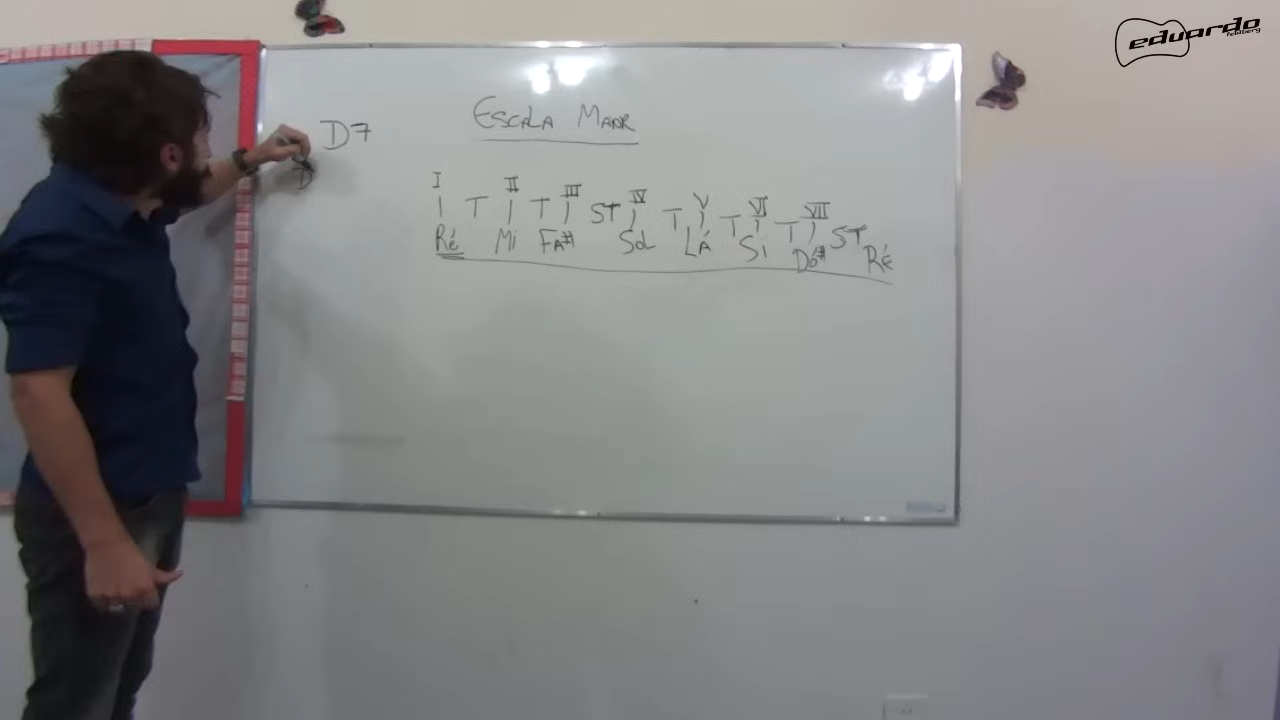 eduardo
feldberg
Escala Maior
D7
D
I II III IV V VI VII
T T ST T T T ST
Ré Mi Fá# Sol Lá Si Dó# Ré